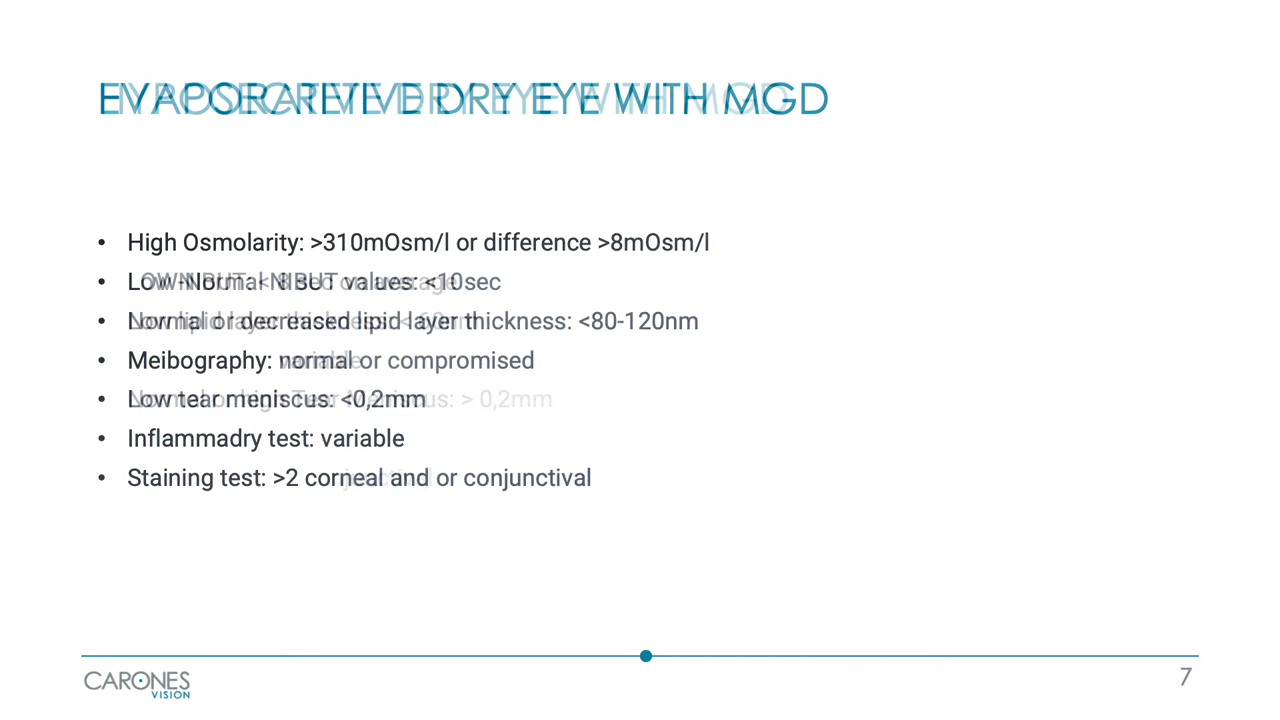 DRY EYE WITH MGD
• High Osmolarity: >310mOsm/l or difference >8mOsm/l
• Low-Normal NIBUT values: <10sec
• Normal or decreased lipid layer thickness: <80-120nm
• Meibography: normal or compromised
• Low tear meniscus: <0,2mm
• Inflammadry test: variable
• Staining test: >2 corneal and or conjunctival
CARONES
VISION
7